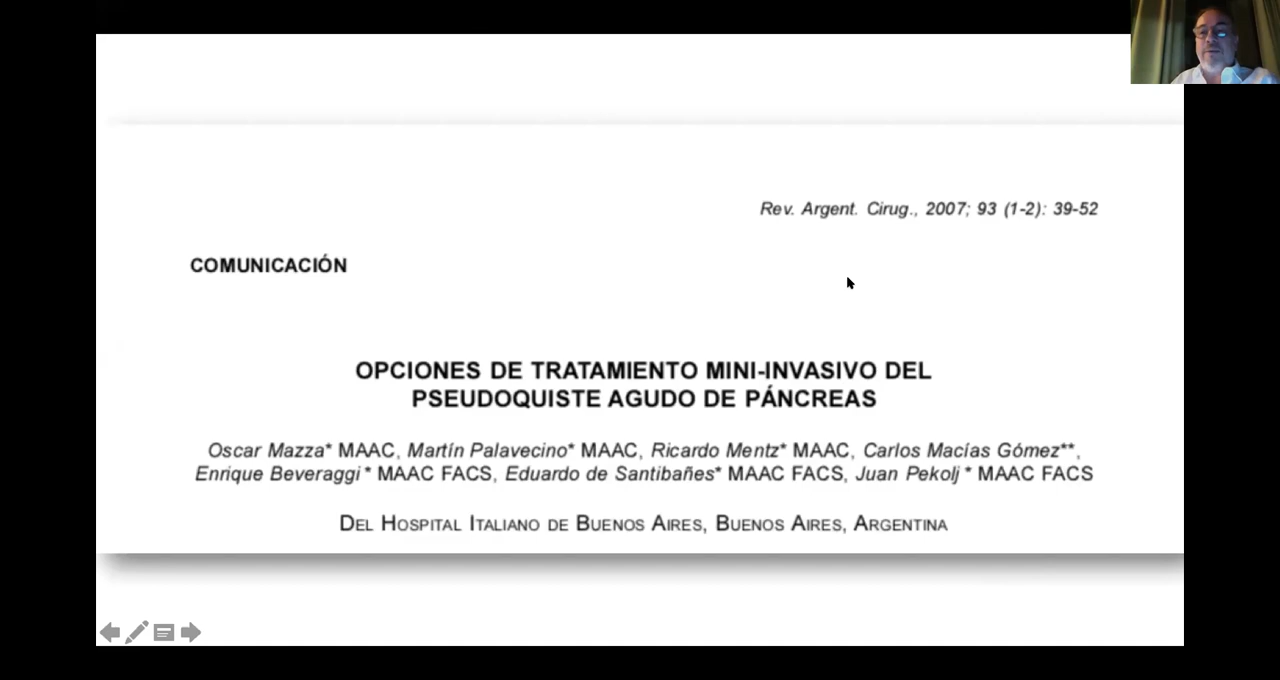 Rev. Argent. Cirug., 2007; 93 (1-2): 39-52
COMUNICACIÓN
OPCIONES DE TRATAMIENTO MINI-INVASIVO DEL
PSEUDOQUISTE AGUDO DE PÁNCREAS
Oscar Mazza* MAAC, Martín Palavecino* MAAC, Ricardo Mentz* MAAC, Carlos Macías Gómez**,
Enrique Beveraggi * MAAC FACS, Eduardo de Santibañes* MAAC FACS, Juan Pekolj * MAAC FACS
DEL HOSPITAL ITALIANO DE BUENOS AIRES, BUENOS AIRES, ARGENTINA